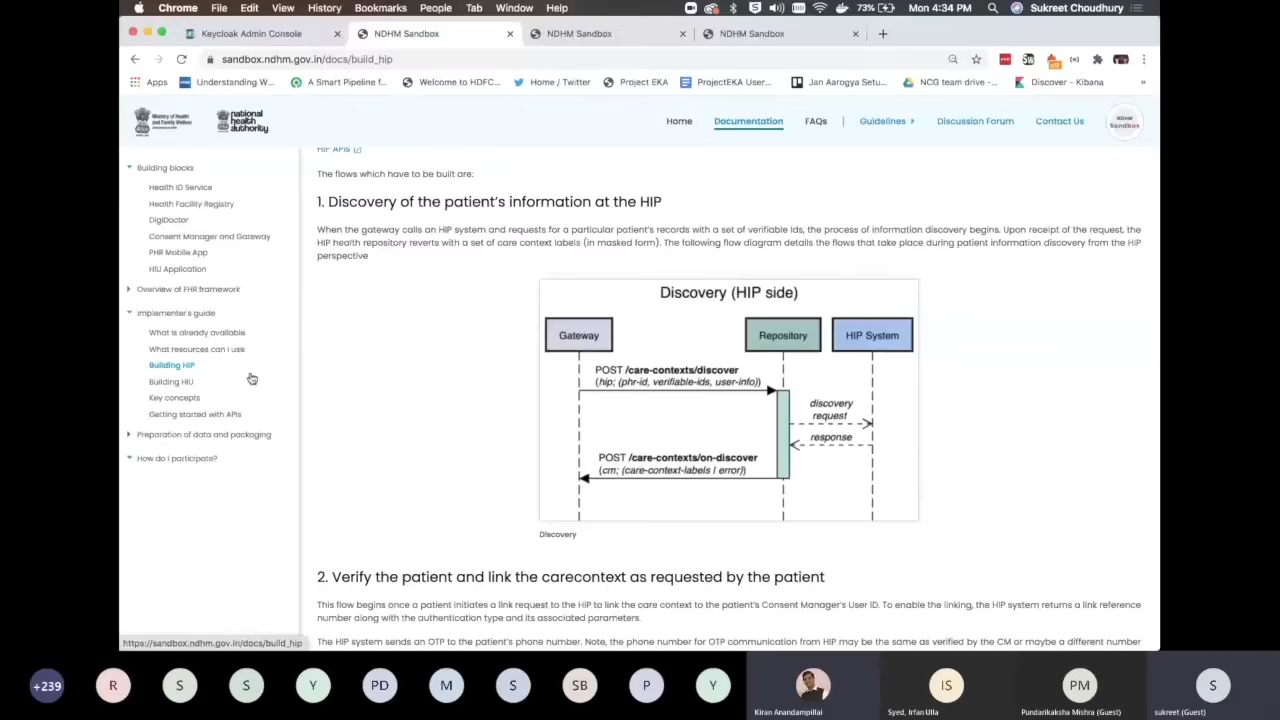 Chrome File Edit View History Bookmarks People Tab Window Help 73% Mon 4:34 PM Sukreet Choudhury
Keycloak Admin Console NDHM Sandbox NDHM Sandbox NDHM Sandbox
sandbox.ndhm.gov.in/docs/build_hip
Apps Understanding W... A Smart Pipeline f... Welcome to HDFC... Home / Twitter Project EKA ProjectEKA User... Jan Aarogya Setu... NCG team drive -... Discover - Kibana »
Ministry of Health
and Family Welfare
national
health
authority
Home Documentation FAQs | Guidelines Discussion Forum Contact Us
NDHM
Sandbox
Building blocks
Health ID Service
Health Facility Registry
DigiDoctor
Consent Manager and Gateway
PHR Mobile App
HIU Application
Overview of FHR framework
Implementer's guide
What is already available
What resources can I use
Building HIP
Building HIU
Key concepts
Getting started with APIs
Preparation of data and packaging
How do I participate?
HIP APIs
The flows which have to be built are:
1. Discovery of the patient's information at the HIP
When the gateway calls an HIP system and requests for a particular patient's records with a set of verifiable Ids, the process of information discovery begins. Upon receipt of the request, the
HIP health repository reverts with a set of care context labels (in masked form). The following flow diagram details the flows that take place during patient information discovery from the HIP
perspective
Discovery (HIP side)
Gateway Repository HIP System
POST /care-contexts/discover
(hip; (phr-id, verifiable-ids, user-info))
discovery
request
response
POST /care-contexts/on-discover
(cm; (care-context-labels | error))
Discovery
2. Verify the patient and link the carecontext as requested by the patient
This flow begins once a patient initiates a link request to the HIP to link the care context to the patient's Consent Manager's User ID. To enable the linking, the HIP system returns a link reference
number along with the authentication type and its associated parameters.
The HIP system sends an OTP to the patient's phone number. Note, the phone number for OTP communication from HIP may be the same as verified by the CM or maybe a different number
https://sandbox.ndhm.gov.in/docs/build_hip
+239 R S S Y PD M S SB P Y IS PM S
Kiran Anandampillai Syed, Irfan Ulla Pundarikaksha Mishra (Guest) sukreet (Guest)